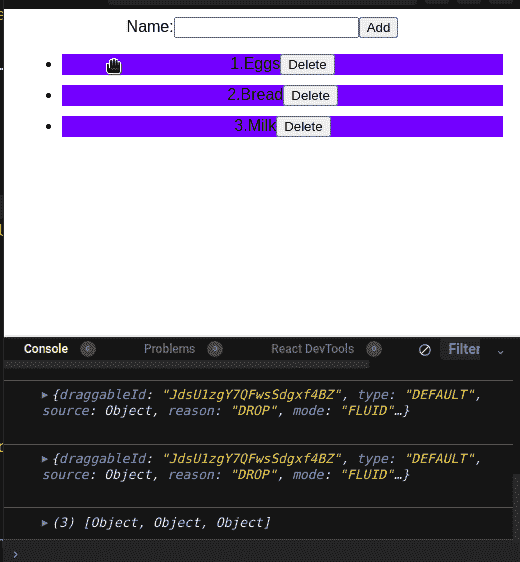 Name: Add
1.Eggs Delete
2.Bread Delete
3.Milk Delete
Console Problems React DevTools Filter
{draggableId: "JdsU1zgY7QFwsSdgxf4BZ", type: "DEFAULT",
source: Object, reason: "DROP", mode: "FLUID"…}
{draggableId: "JdsU1zgY7QFwsSdgxf4BZ", type: "DEFAULT",
source: Object, reason: "DROP", mode: "FLUID"…}
(3) [Object, Object, Object]